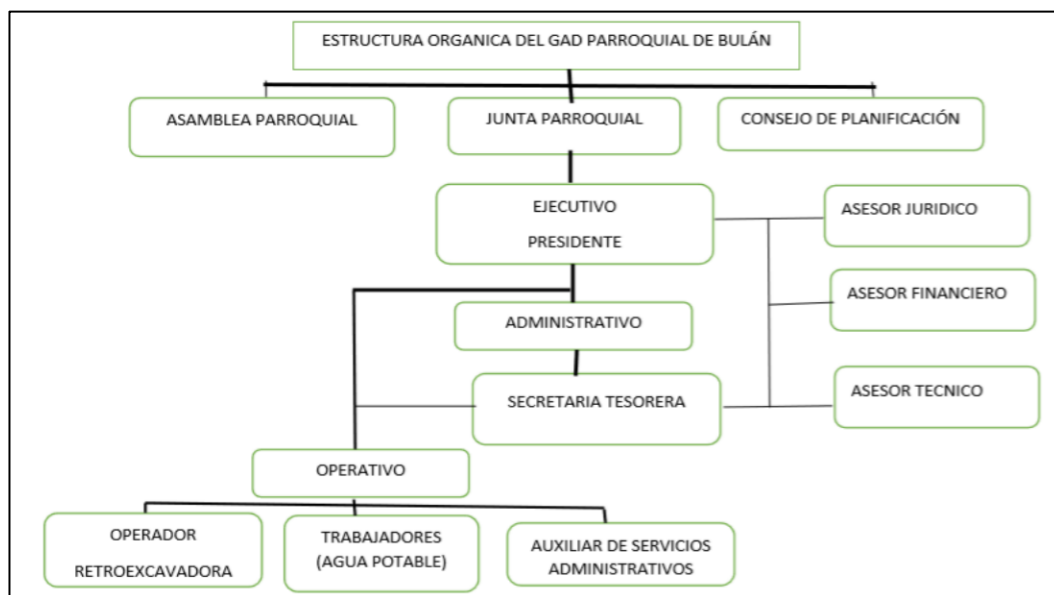 ESTRUCTURA ORGANICA DEL GAD PARROQUIAL DE BULÁN
ASAMBLEA PARROQUIAL
JUNTA PARROQUIAL
CONSEJO DE PLANIFICACIÓN
EJECUTIVO
PRESIDENTE
ASESOR JURIDICO
ASESOR FINANCIERO
ADMINISTRATIVO
SECRETARIA TESORERA
ASESOR TECNICO
OPERATIVO
OPERADOR
RETROEXCAVADORA
TRABAJADORES
(AGUA POTABLE)
AUXILIAR DE SERVICIOS
ADMINISTRATIVOS